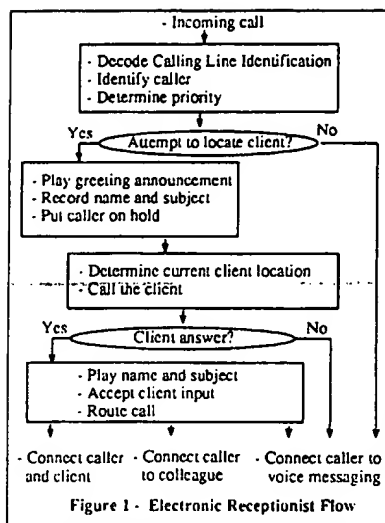 - Incoming call
- Decode Calling Line Identification
- Identify caller
- Determine priority
Yes
Attempt to locate client?
No
- Play greeting announcement
- Record name and subject
- Put caller on hold
- Determine current client location
- Call the client
Yes
Client answer?
No
- Play name and subject
- Accept client input
- Route call
- Connect caller and client
- Connect caller to colleague
- Connect caller to voice messaging
Figure 1 - Electronic Receptionist Flow